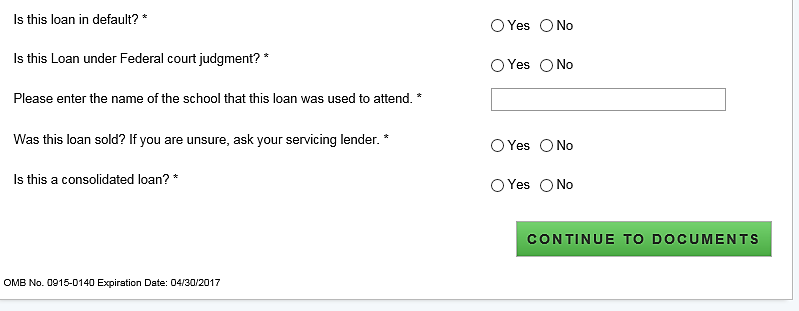 Is this loan in default? *
Yes No
Is this Loan under Federal court judgment? *
Yes No
Please enter the name of the school that this loan was used to attend. *
Was this loan sold? If you are unsure, ask your servicing lender. *
Yes No
Is this a consolidated loan? *
Yes No
CONTINUE TO DOCUMENTS
OMB No. 0915-0140 Expiration Date: 04/30/2017